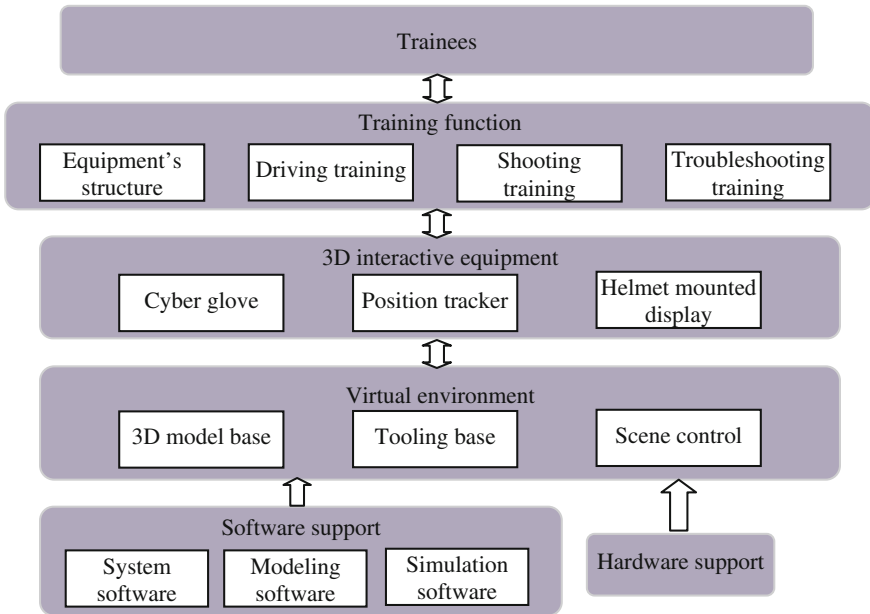 Trainees
Training function
Equipment's
structure
Driving training
Shooting
training
Troubleshooting
training
3D interactive equipment
Cyber glove
Position tracker
Helmet mounted
display
Virtual environment
3D model base
Tooling base
Scene control
Software support
System
software
Modeling
software
Simulation
software
Hardware support